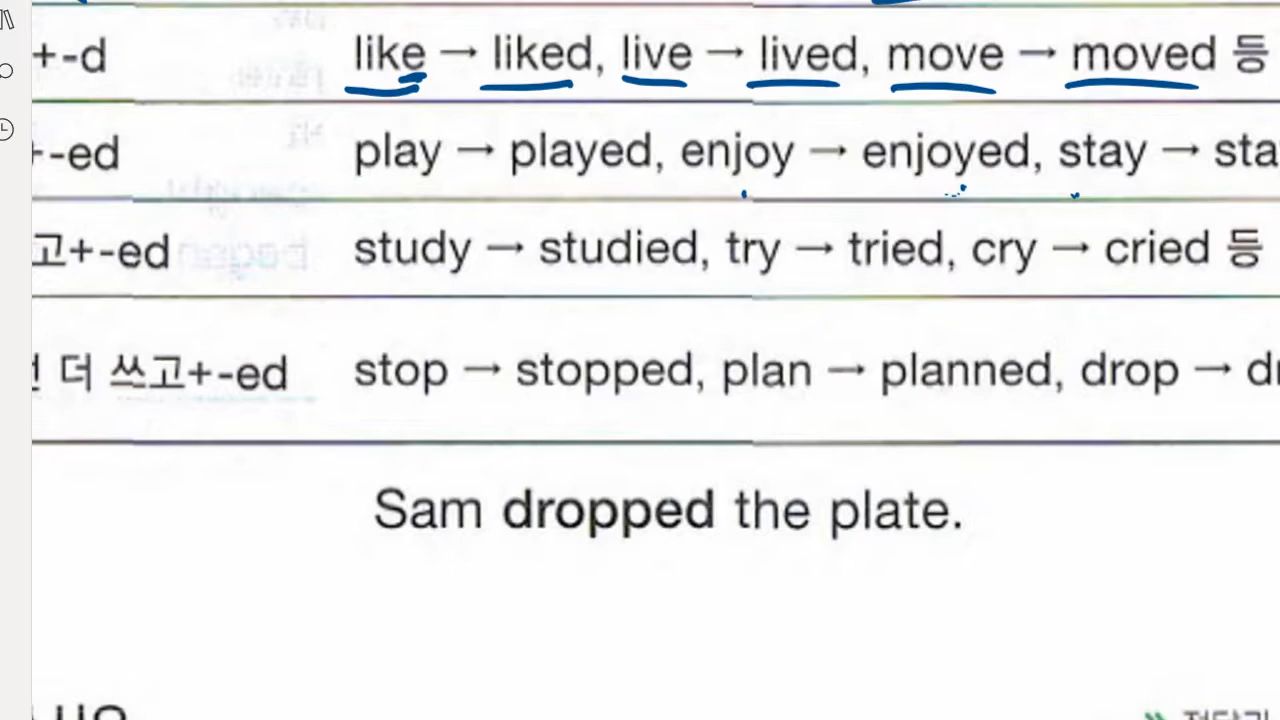 +-d like → liked, live → lived, move → moved 등
-ed play → played, enjoy → enjoyed, stay →
고+-ed study → studied, try → tried, cry → cried 등
더 쓰고+-ed stop → stopped, plan → planned, drop →
Sam dropped the plate.